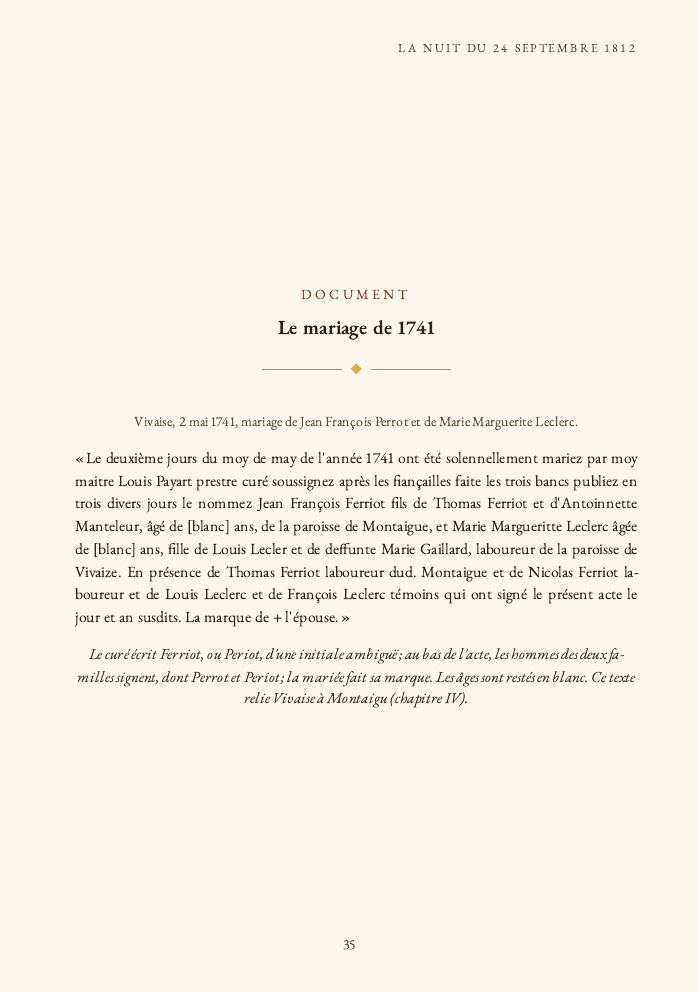 LA NUIT DU 24 SEPTEMBRE 1812
DOCUMENT
Le mariage de 1741
Vivaise, 2 mai 1741, mariage de Jean François Perrot et de Marie Marguerite Leclerc.
« Le deuxième jours du moy de may de l'année 1741 ont été solennellement mariez par moy
maitre Louis Payart prestre curé soussignez après les fiançailles faite les trois bancs publiez en
trois divers jours le nommez Jean François Ferriot fils de Thomas Ferriot et d'Antoinnette
Manteleur, âgé de [blanc] ans, de la paroisse de Montaigue, et Marie Margueritte Leclerc âgée
de [blanc] ans, fille de Louis Lecler et de deffunte Marie Gaillard, laboureur de la paroisse de
Vivaize. En présence de Thomas Ferriot laboureur dud. Montaigue et de Nicolas Ferriot la-
boureur et de Louis Leclerc et de François Leclerc témoins qui ont signé le présent acte le
jour et an susdits. La marque de + l'épouse. »
Le curé écrit Ferriot, ou Periot, d'une initiale ambiguë ; au bas de l'acte, les hommes des deux fa-
milles signent, dont Perrot et Periot ; la mariée fait sa marque. Les âges sont restés en blanc. Ce texte
relie Vivaise à Montaigu (chapitre IV).
35